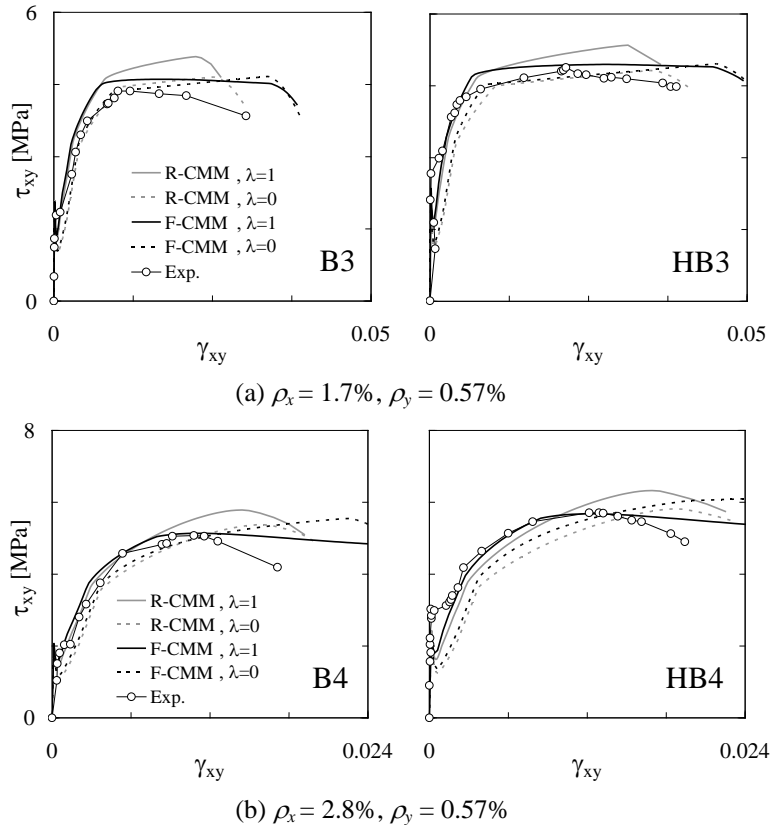 6
τxy [MPa]
R-CMM , λ=1
R-CMM , λ=0
F-CMM , λ=1
F-CMM , λ=0
Exp.
B3
HB3
0
0
0.05
0
0.05
γxy
γxy
(a) ρx = 1.7%, ρy = 0.57%
8
τxy [MPa]
R-CMM , λ=1
R-CMM , λ=0
F-CMM , λ=1
F-CMM , λ=0
Exp.
B4
HB4
0
0
0.024
0
0.024
γxy
γxy
(b) ρx = 2.8%, ρy = 0.57%